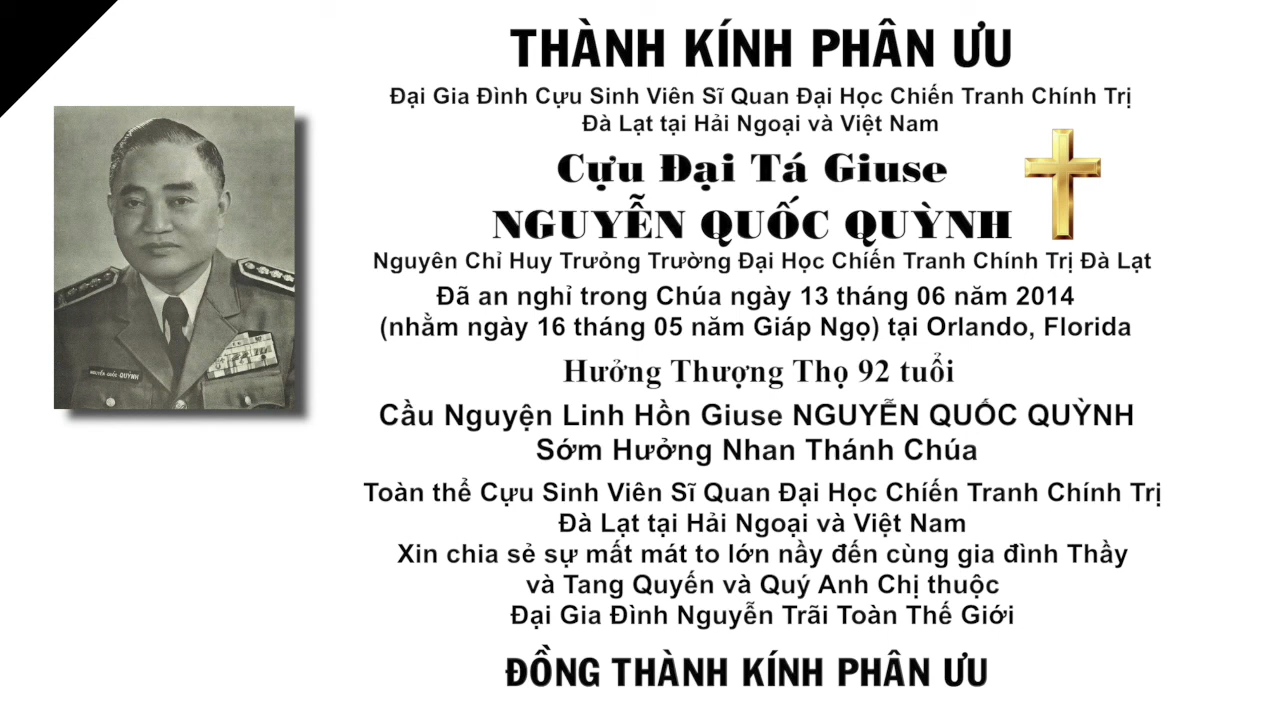 THÀNH KÍNH PHÂN ƯU
Đại Gia Đình Cựu Sinh Viên Sĩ Quan Đại Học Chiến Tranh Chính Trị
Đà Lạt tại Hải Ngoại và Việt Nam
Cựu Đại Tá Giuse
NGUYỄN QUỐC QUỲNH
Nguyên Chỉ Huy Trưỏng Trường Đại Học Chíến Tranh Chính Trị Đà Lạt
Đã an nghỉ trong Chúa ngày 13 tháng 06 năm 2014
(nhằm ngày 16 tháng 05 năm Giáp Ngọ) tại Orlando, Florida
Hưởng Thượng Thọ 92 tuổi
Cầu Nguyện Linh Hồn Giuse NGUYỄN QUỐC QUỲNH
Sớm Hưởng Nhan Thánh Chúa
Toàn thể Cựu Sinh Viên Sĩ Quan Đại Học Chíến Tranh Chính Trị
Đà Lạt tại Hải Ngoại và Việt Nam
Xin chia sẻ sự mất mát to lớn nầy đến cùng gia đình Thầy
và Tang Quyến và Quý Anh Chị thuộc
Đại Gia Đình Nguyễn Trãi Toàn Thế Giới
ĐỒNG THÀNH KÍNH PHÂN ƯU
NGUYỄN QUỐC-QUỲNH